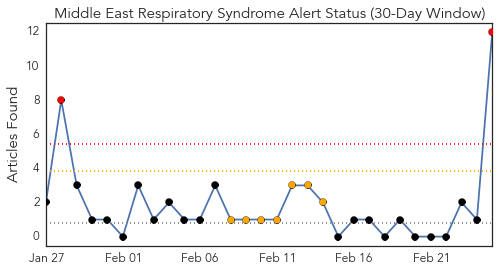 Middle East Respiratory Syndrome Alert Status (30-Day Window)
Articles Found
12
10
8
6
4
2
0
Jan 27
Feb 01
Feb 06
Feb 11
Feb 16
Feb 21